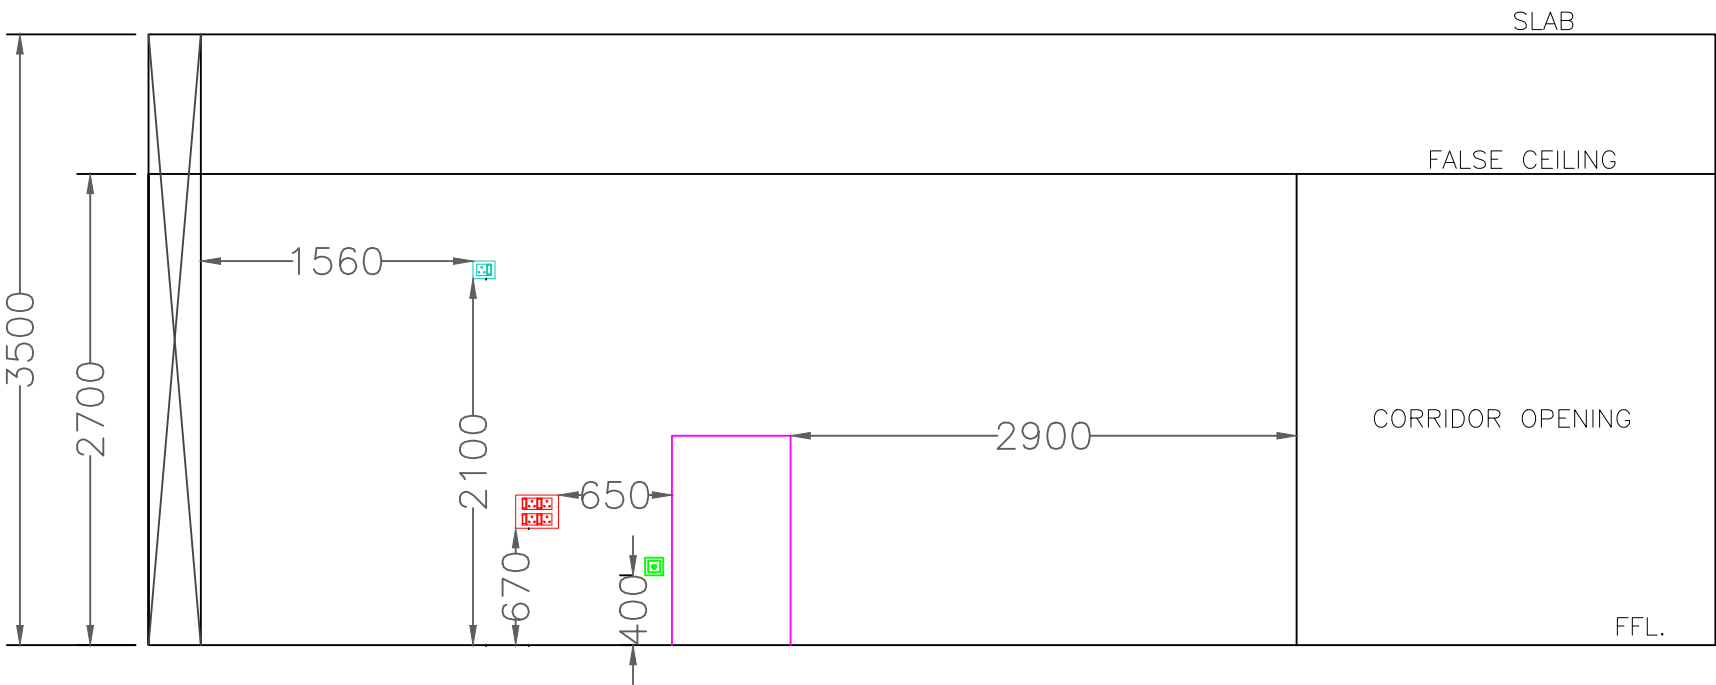 SLAB
FALSE CEILING
1560
3500
2700
CORRIDOR OPENING
2900
2100
650
670
400
FFL.